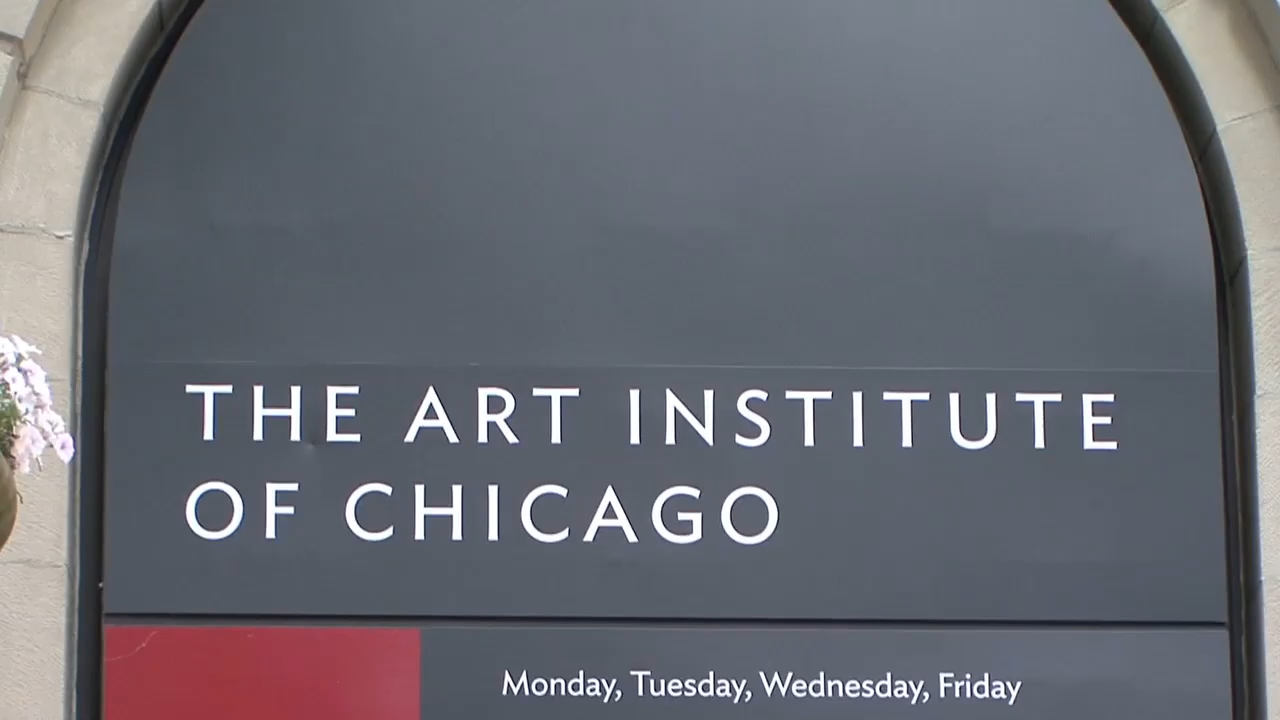 THE ART INSTITUTE
OF CHICAGO
Monday, Tuesday, Wednesday, Friday